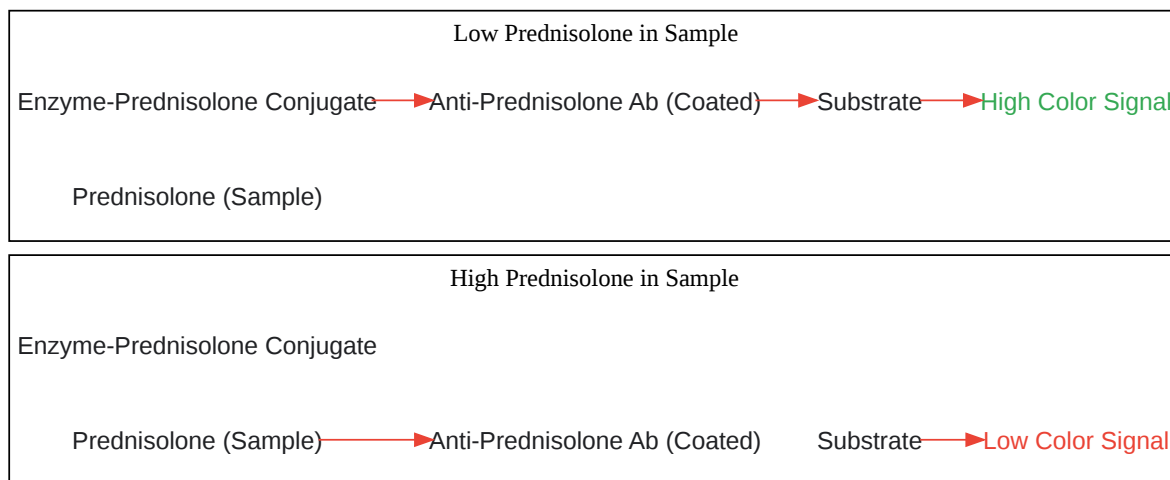 Low Prednisolone in Sample
Enzyme-Prednisolone Conjugate Anti-Prednisolone Ab (Coated) Substrate High Color Signal
Prednisolone (Sample)
High Prednisolone in Sample
Enzyme-Prednisolone Conjugate
Prednisolone (Sample) Anti-Prednisolone Ab (Coated) Substrate Low Color Signal